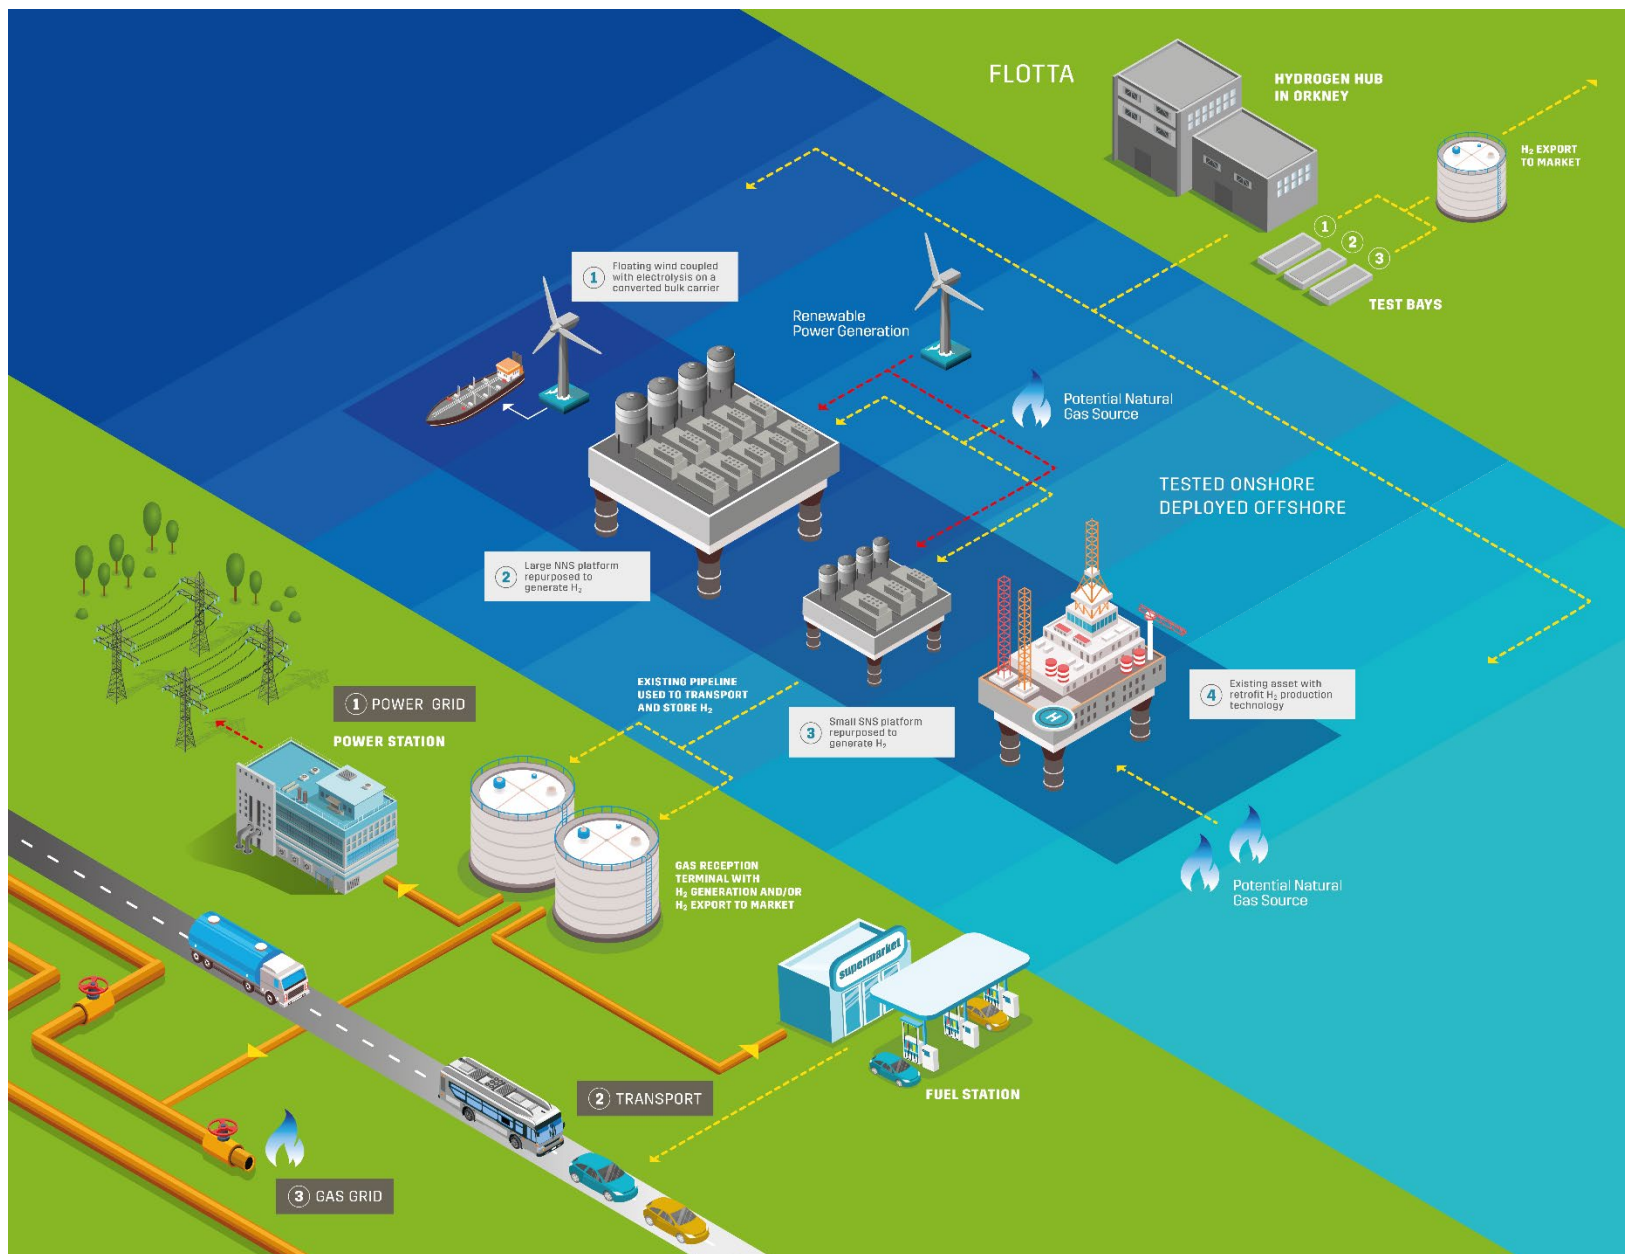 FLOTTA
HYDROGEN HUB
IN ORKNEY
H₂ EXPORT
TO MARKET
1
2
3
TEST BAYS
1
Floating wind coupled
with electrolysis on a
converted bulk carrier
Renewable
Power Generation
Potential Natural
Gas Source
TESTED ONSHORE
DEPLOYED OFFSHORE
2
Large NNS platform
repurposed to
generate H₂
EXISTING PIPELINE
USED TO TRANSPORT
AND STORE H₂
3
Small SNS platform
repurposed to
generate H₂
H
4
Existing asset with
retrofit H₂ production
technology
1 POWER GRID
POWER STATION
GAS RECEPTION
TERMINAL WITH
H₂ GENERATION AND/OR
H₂ EXPORT TO MARKET
Potential Natural
Gas Source
supermarket
FUEL STATION
2 TRANSPORT
3 GAS GRID